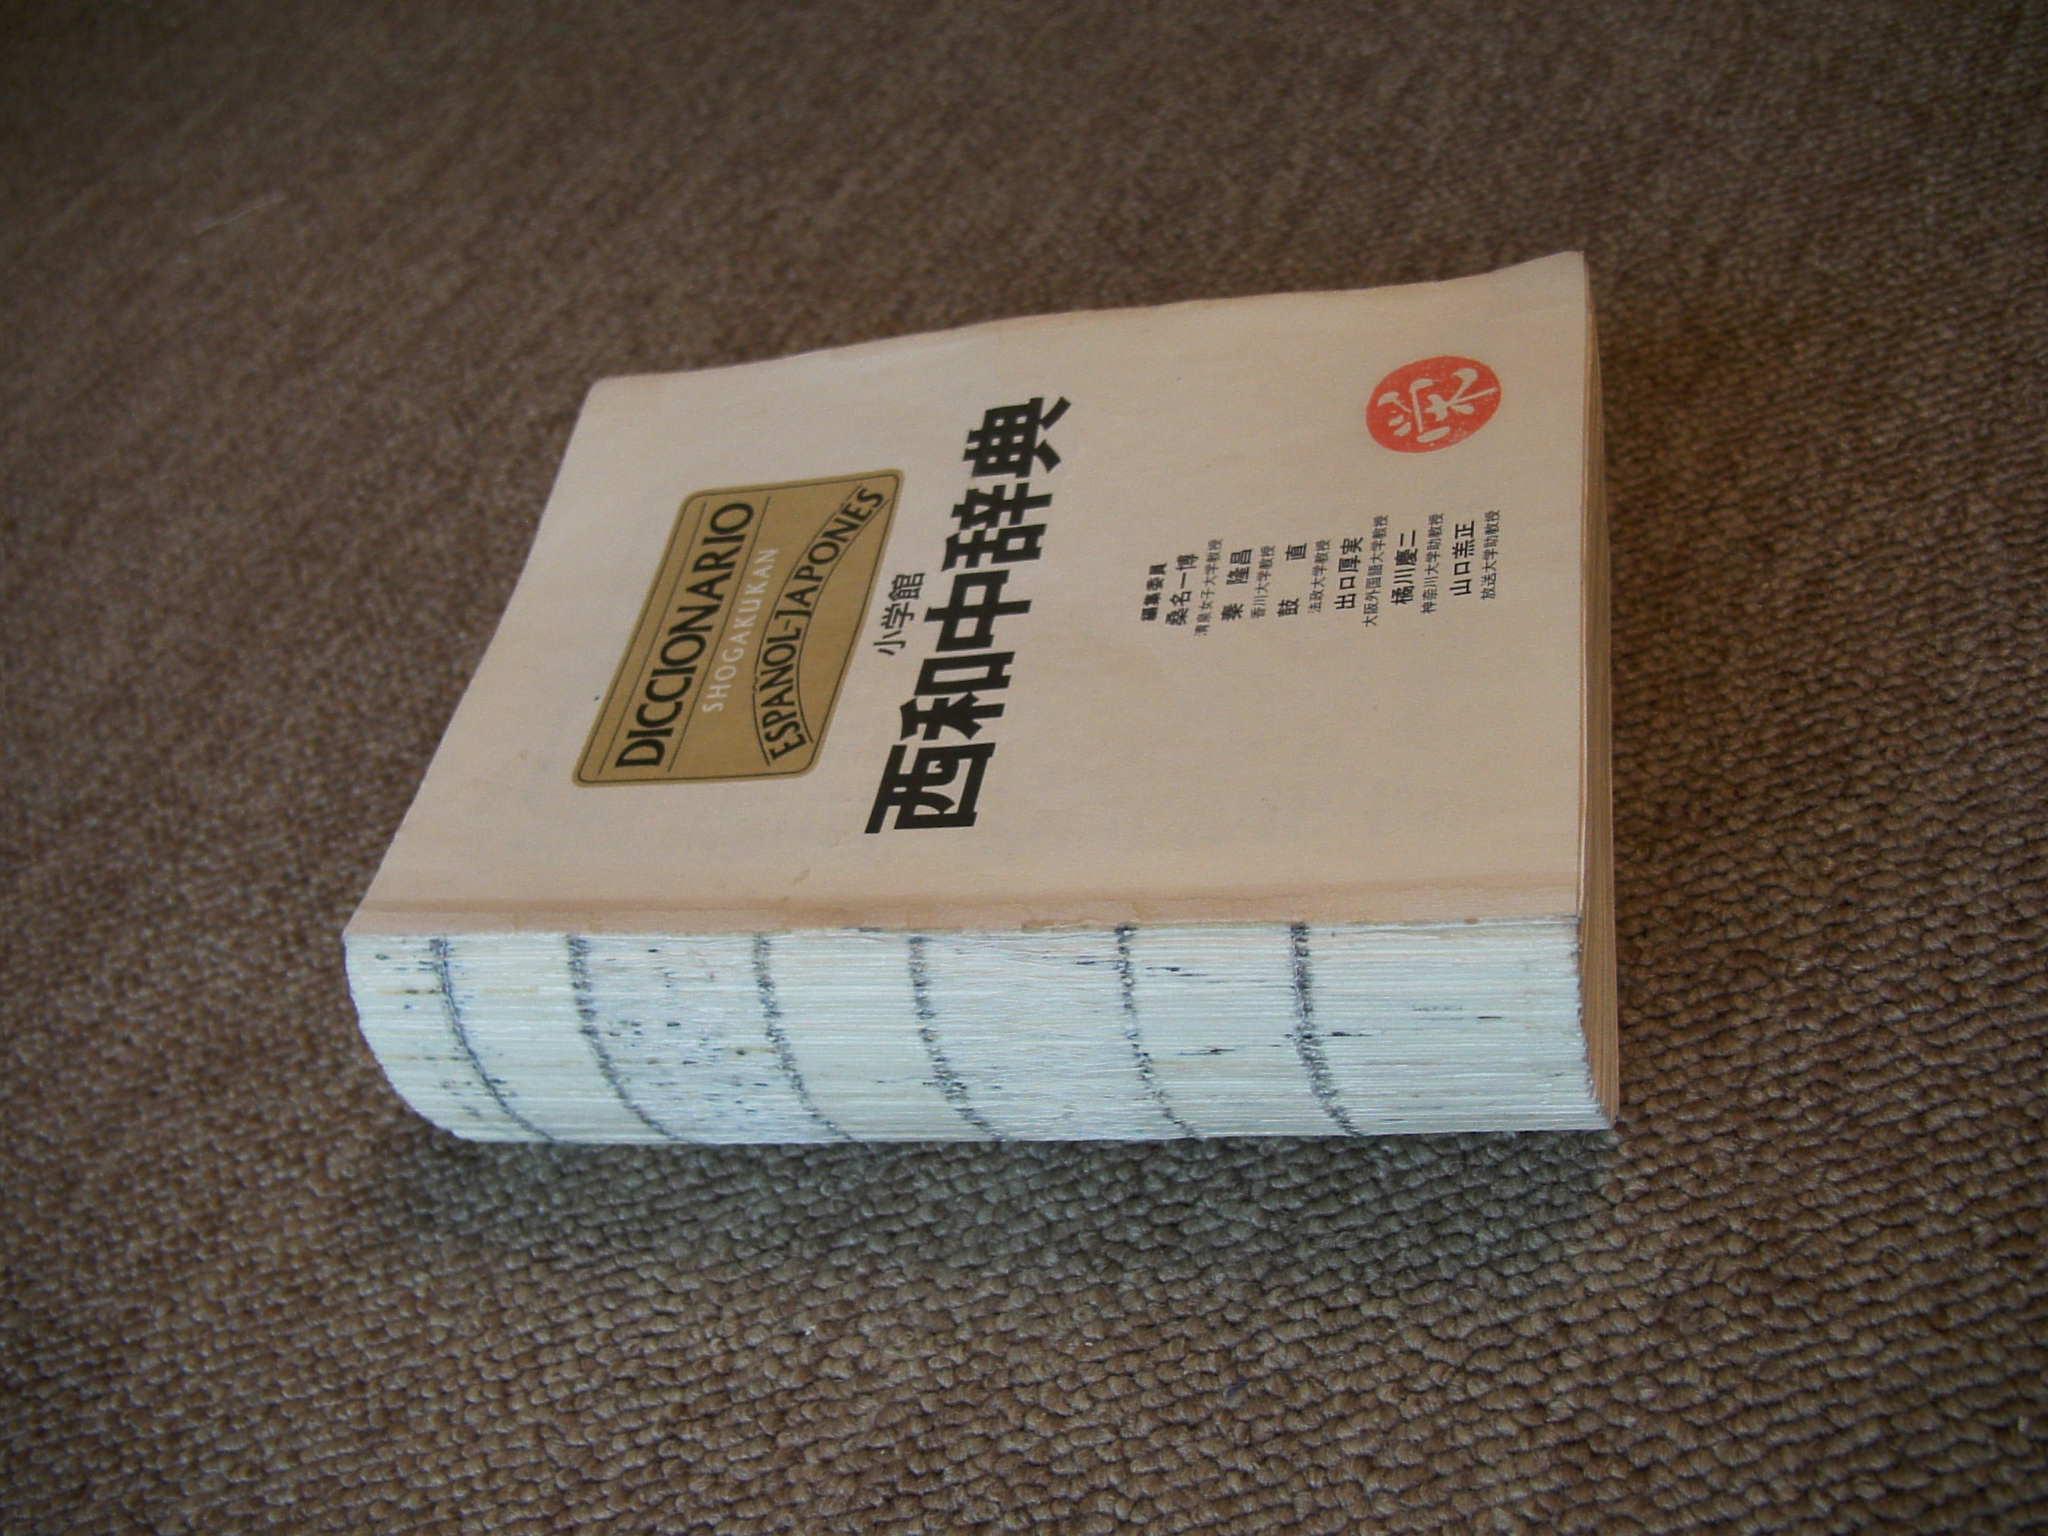 DICCIONARIO
SHOGAKUKAN
ESPAÑOL-JAPONÉS
小学館
西和中辞典
編集委員
桑名一博
清泉女子大学教授
秦 隆昌
香川大学教授
鼓 直
法政大学教授
出口厚実
大阪外国語大学教授
橘川慶二
神奈川大学助教授
山口恙正
放送大学助教授